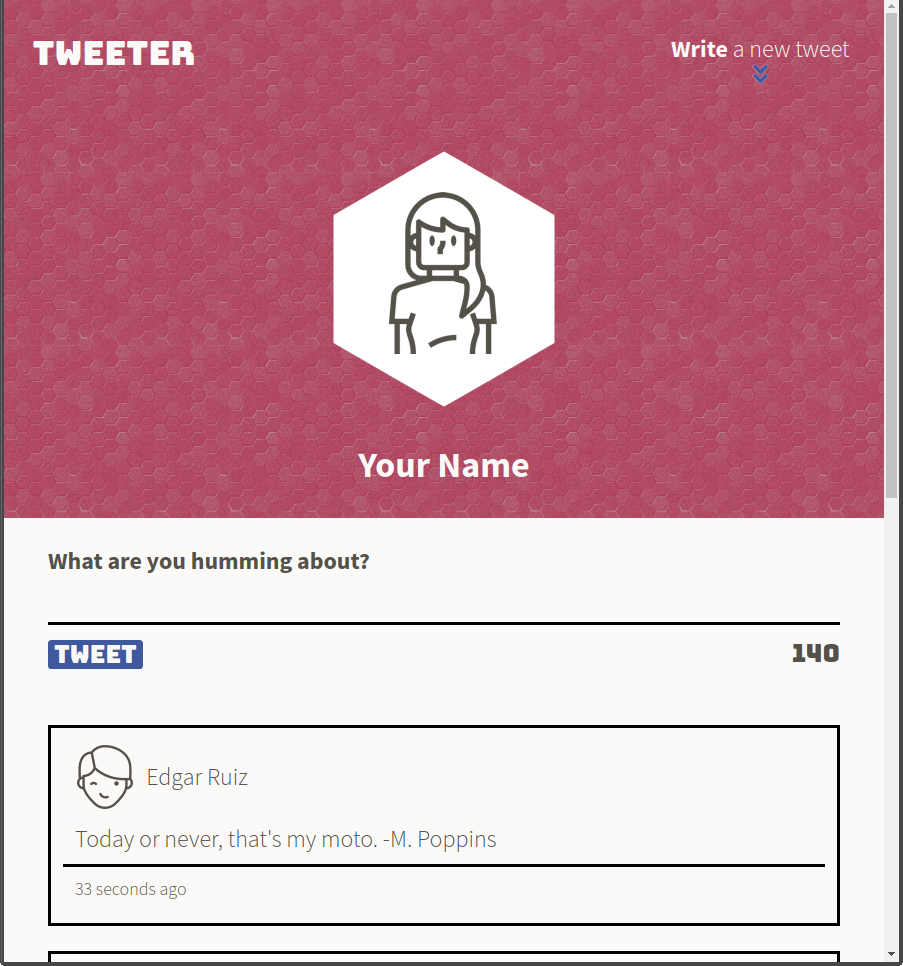 TWEETER
Write a new tweet
Your Name
What are you humming about?
TWEET
140
Edgar Ruiz
Today or never, that's my moto. -M. Poppins
33 seconds ago